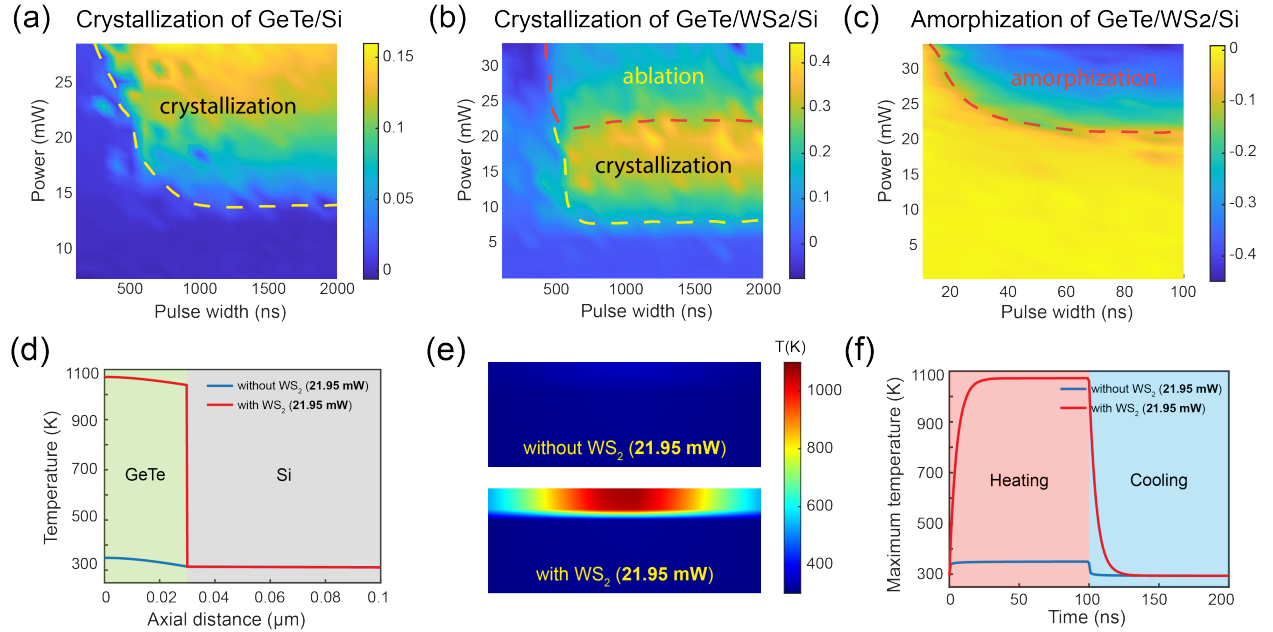 (a) Crystallization of GeTe/Si
Power (mW)
25
20
15
10
crystallization
500 1000 1500 2000
Pulse width (ns)
0.15
0.1
0.05
0
(b) Crystallization of GeTe/WS2/Si
Power (mW)
30
25
20
15
10
5
ablation
crystallization
500 1000 1500 2000
Pulse width (ns)
0.4
0.3
0.2
0.1
0
(c) Amorphization of GeTe/WS2/Si
Power (mW)
30
25
20
15
10
5
amorphization
20 40 60 80 100
Pulse width (ns)
0
-0.1
-0.2
-0.3
-0.4
(d)
Temperature (K)
1100
900
700
500
300
without WS₂ (21.95 mW)
with WS₂ (21.95 mW)
GeTe
Si
0 0.02 0.04 0.06 0.08 0.1
Axial distance (μm)
(e)
T(K)
without WS₂ (21.95 mW)
with WS₂ (21.95 mW)
1000
800
600
400
(f)
Maximum temperature (K)
1100
900
700
500
300
without WS₂ (21.95 mW)
with WS₂ (21.95 mW)
Heating
Cooling
0 50 100 150 200
Time (ns)